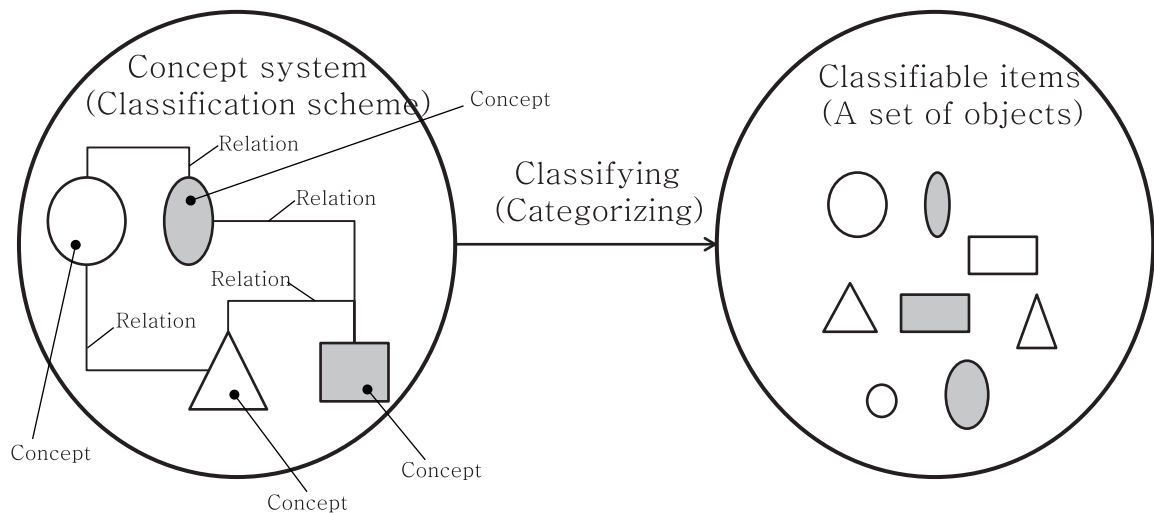 Concept system
(Classification scheme)
Concept
Relation
Relation
Relation
Relation
Concept
Concept
Concept
Classifying
(Categorizing)
Classifiable items
(A set of objects)